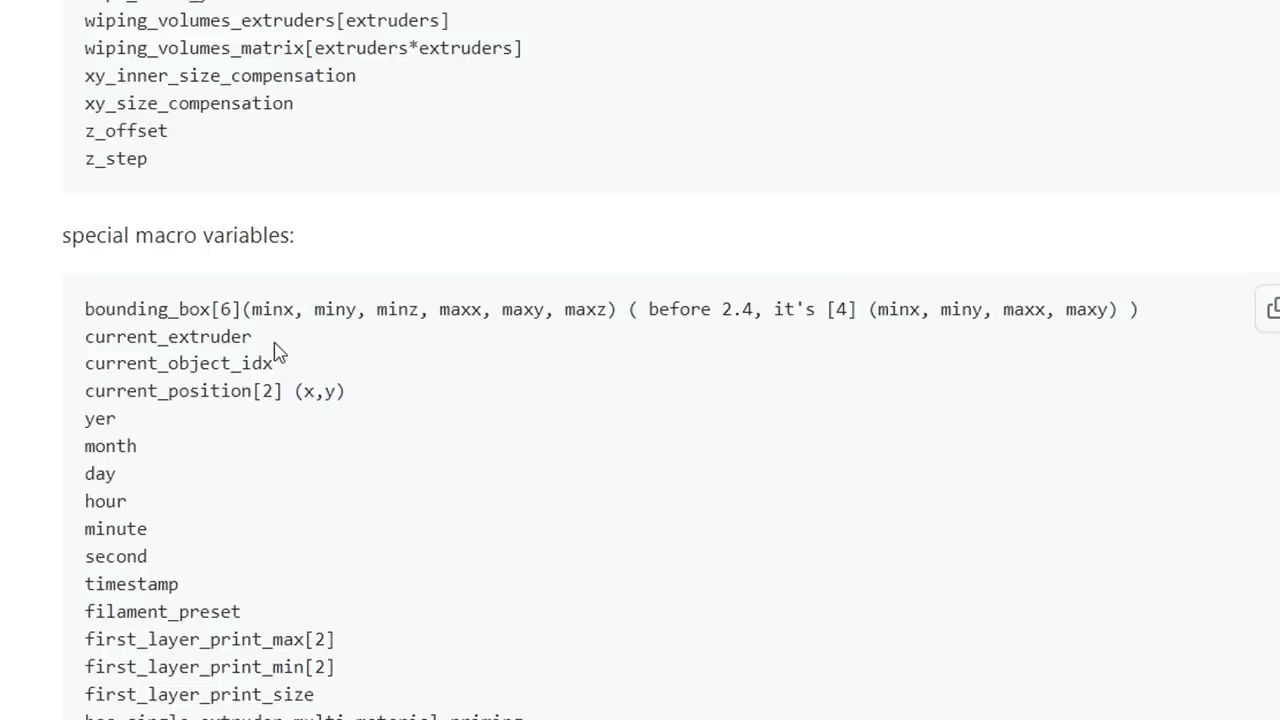 wiping_volumes_extruders[extruders]
wiping_volumes_matrix[extruders*extruders]
xy_inner_size_compensation
xy_size_compensation
z_offset
z_step
special macro variables:
bounding_box[6](minx, miny, minz, maxx, maxy, maxz) ( before 2.4, it's [4] (minx, miny, maxx, maxy) )
current_extruder
current_object_idx
current_position[2] (x,y)
yer
month
day
hour
minute
second
timestamp
filament_preset
first_layer_print_max[2]
first_layer_print_min[2]
first_layer_print_size
has_single_extruder_multi_material_priming